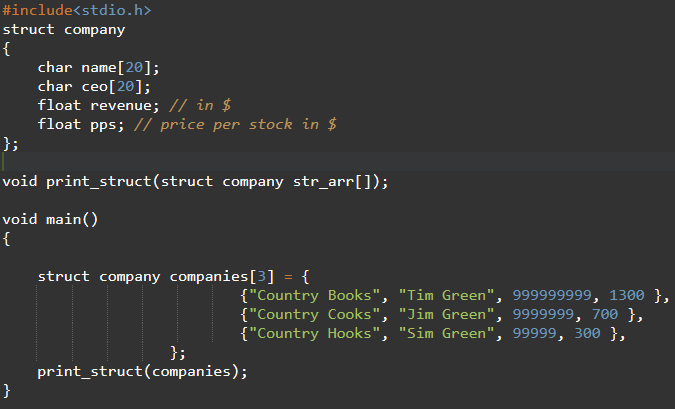 #include<stdio.h>
struct company
{
    char name[20];
    char ceo[20];
    float revenue; // in $
    float pps; // price per stock in $
};

void print_struct(struct company str_arr[]);

void main()
{

    struct company companies[3] = {
                           {"Country Books", "Tim Green", 999999999, 1300 },
                           {"Country Cooks", "Jim Green", 9999999, 700 },
                           {"Country Hooks", "Sim Green", 99999, 300 },
                   };
    print_struct(companies);
}